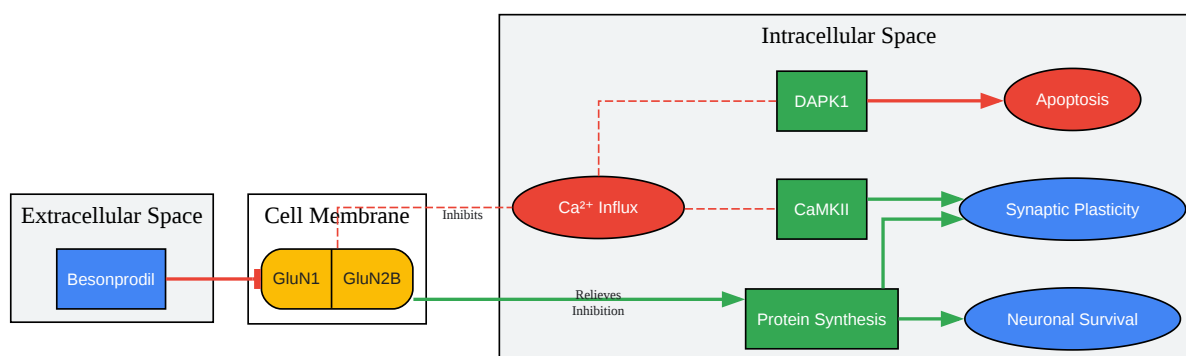 Intracellular Space
DAPK1
Apoptosis
Extracellular Space
Cell Membrane
Inhibits
Ca²⁺ Influx
CaMKII
Synaptic Plasticity
Besonprodil
GluN1
GluN2B
Relieves
Inhibition
Protein Synthesis
Neuronal Survival